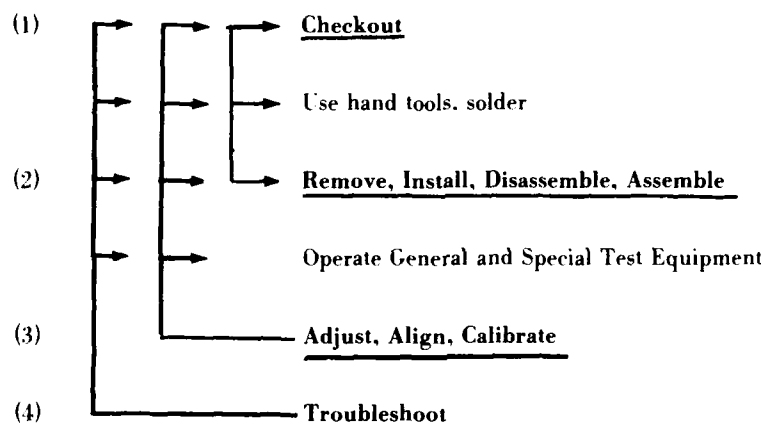 (1) Checkout
Use hand tools. solder
(2) Remove, Install, Disassemble, Assemble
Operate General and Special Test Equipment
(3) Adjust, Align, Calibrate
(4) Troubleshoot